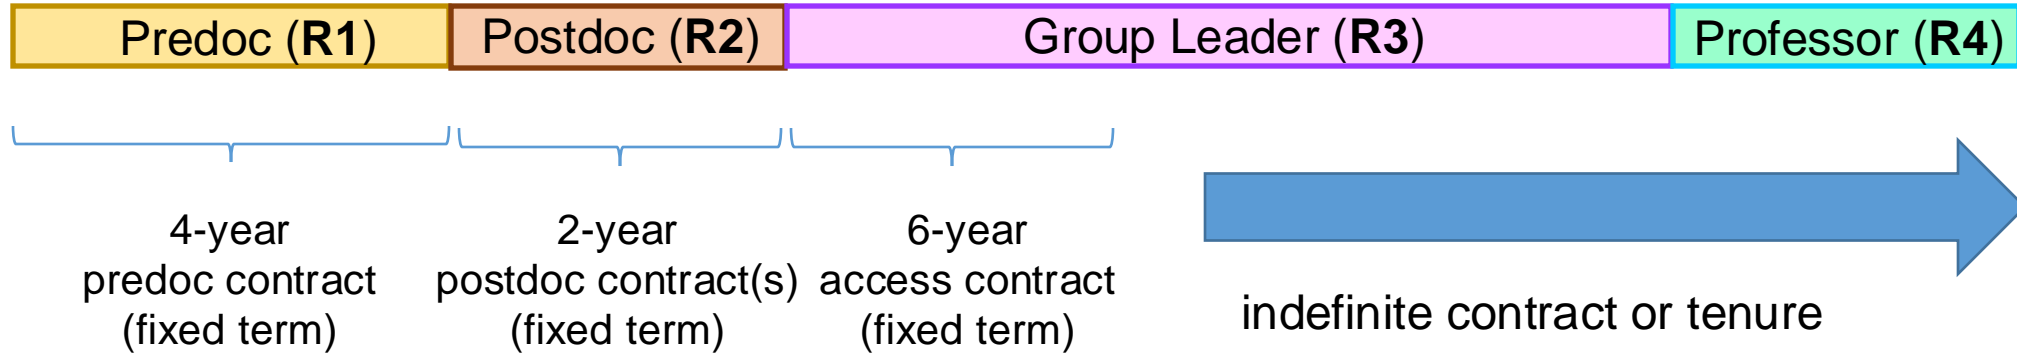 Predoc (R1)
Postdoc (R2)
Group Leader (R3)
Professor (R4)
4-year
predoc contract
(fixed term)
2-year
postdoc contract(s)
(fixed term)
6-year
access contract
(fixed term)
indefinite contract or tenure